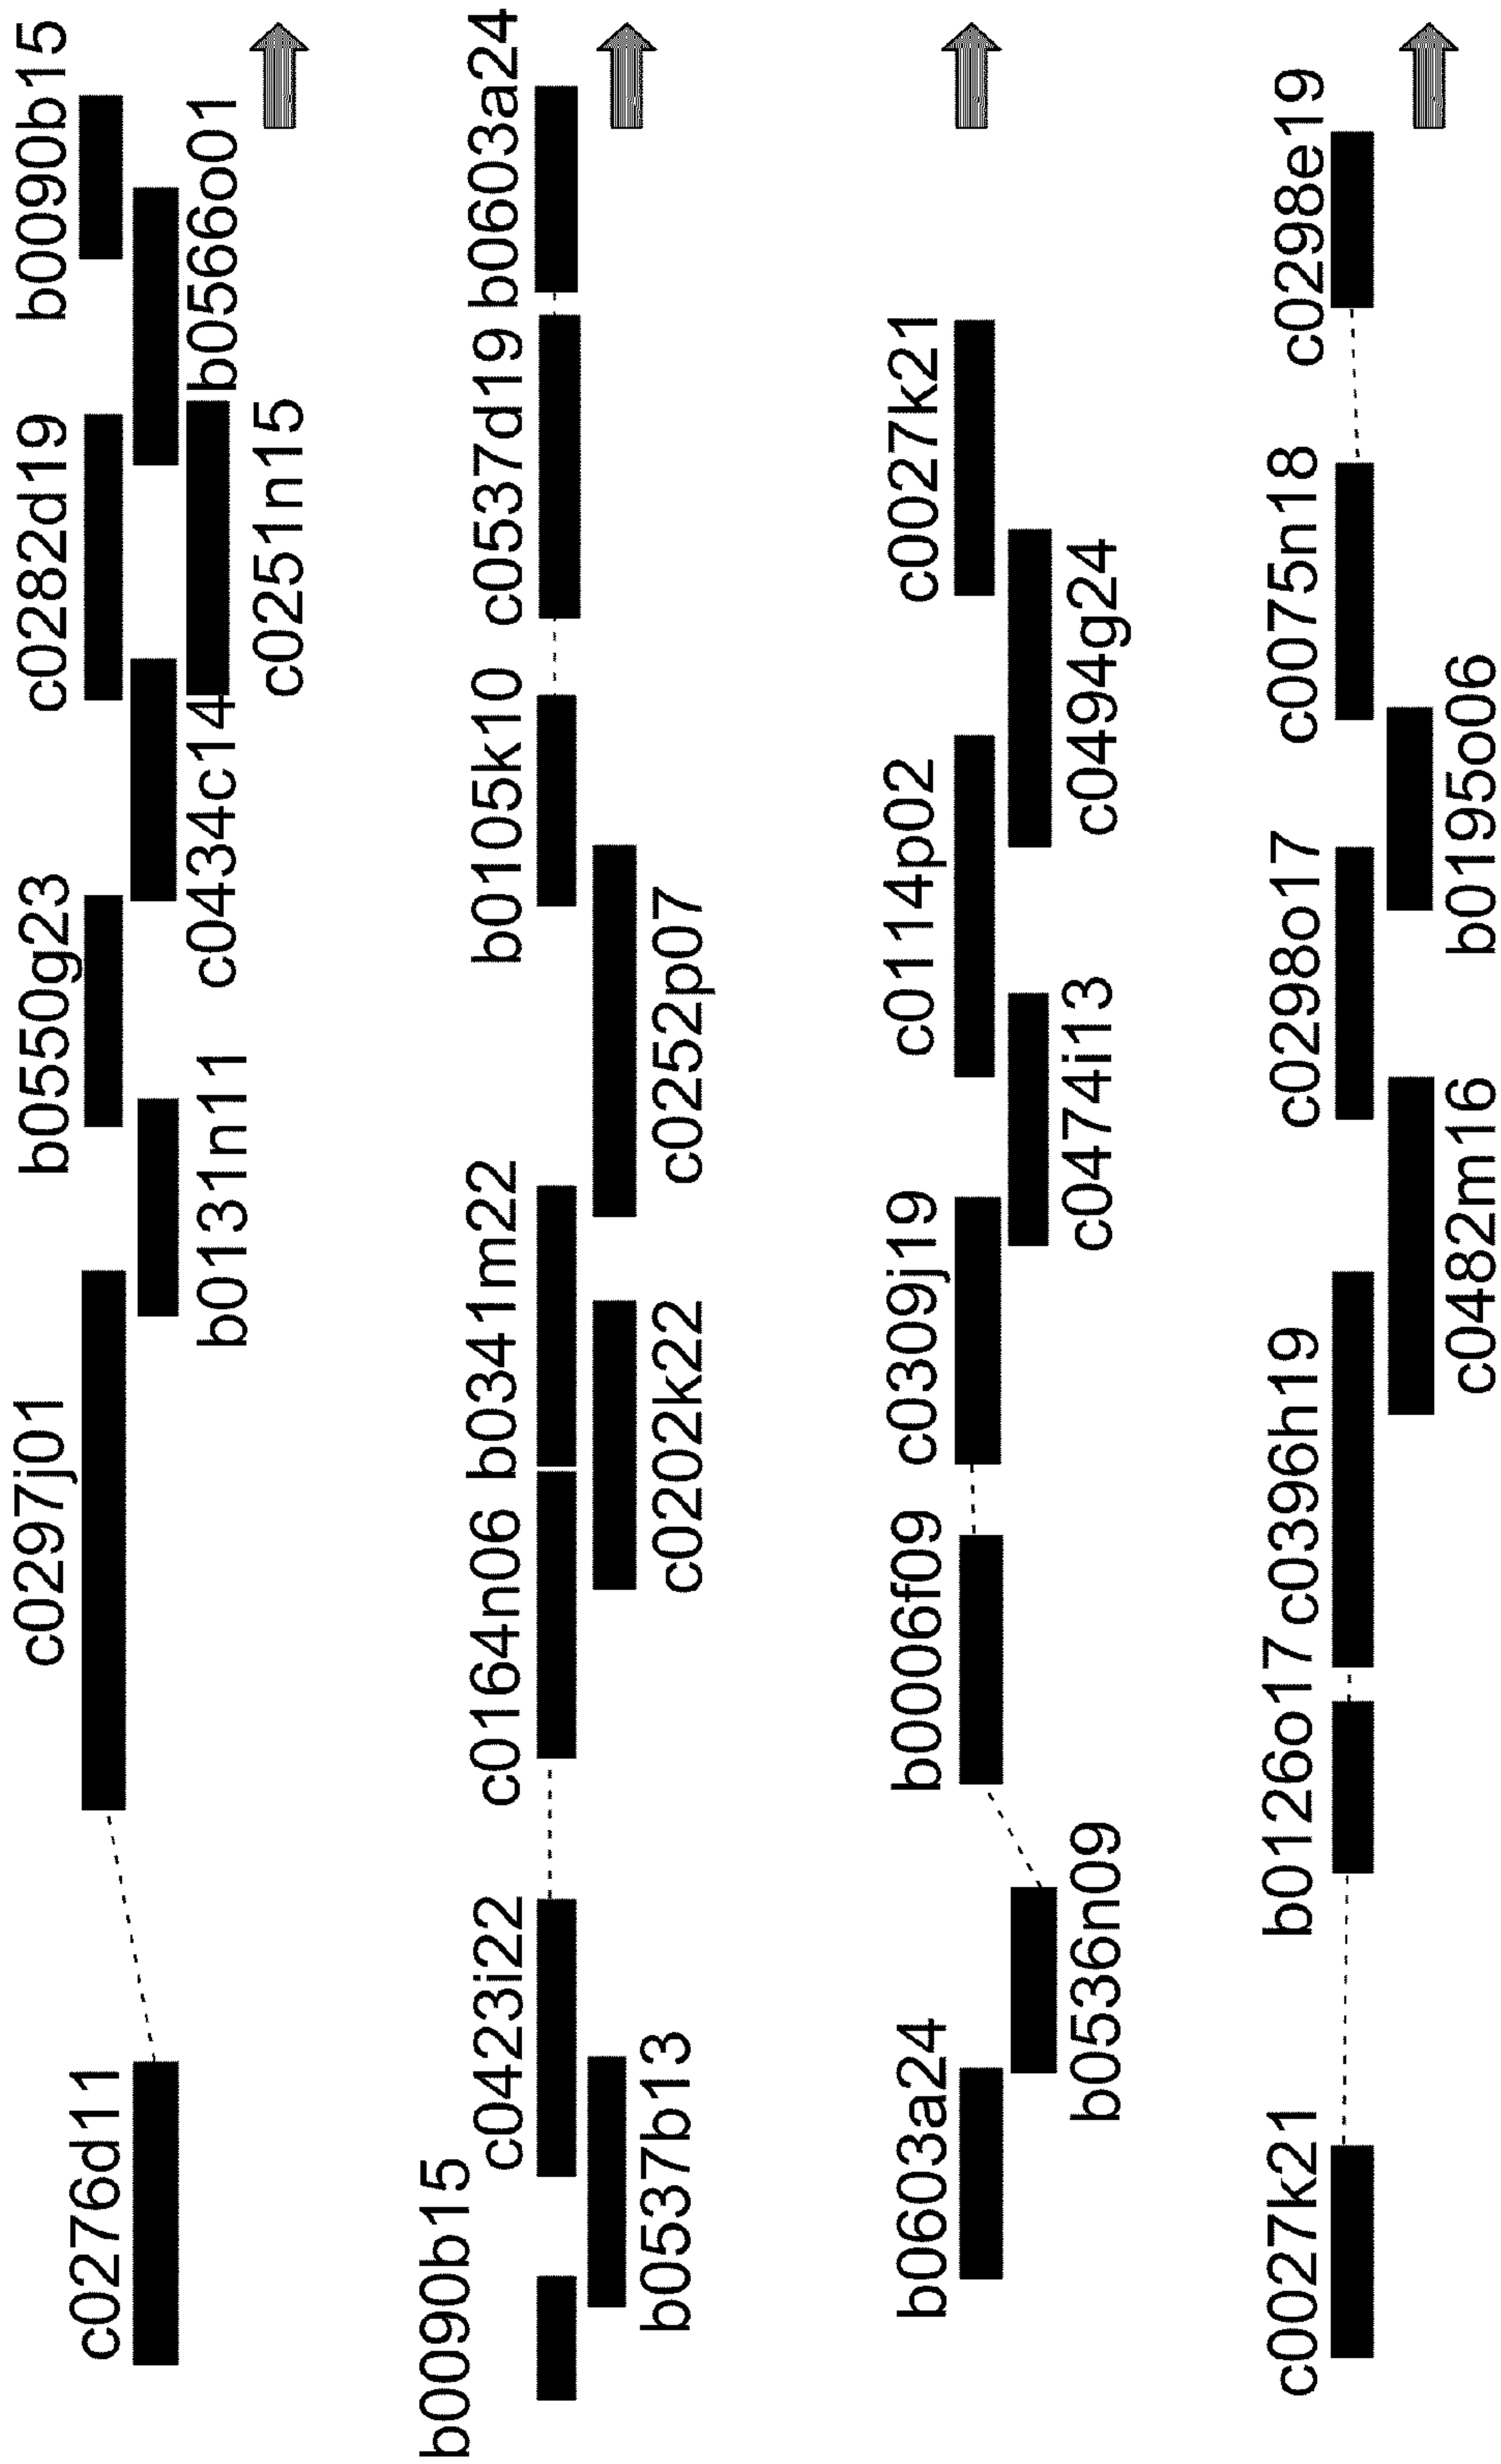 c0276d11
c0297j01
b0131n11
b0550g23
c0434c14
c0282d19
c0251n15
b0566o01
b0090b15
b0090b15
b0537b13
c0423i22
c0164n06
c0202k22
b0341m22
c0252p07
b0105k10
c0537d19
b0603a24
b0603a24
b0536n09
b0006f09
c0309j19
c0474i13
c0114p02
c0494g24
c0027k21
c0027k21
b0126o17
c0396h19
c0482m16
c0298o17
b0195o06
c0075n18
c0298e19